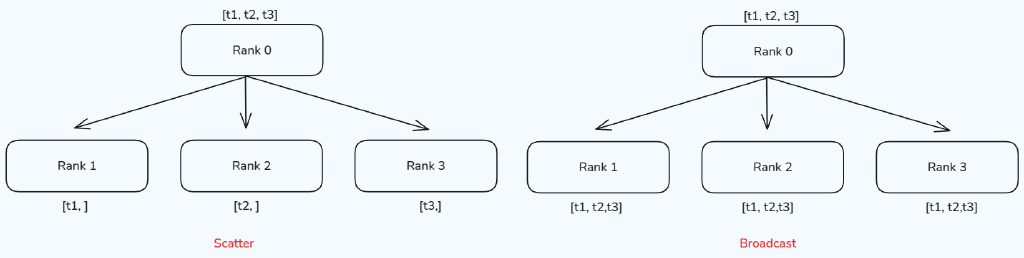 [t1, t2, t3]
Rank 0
Rank 1
Rank 2
Rank 3
[t1, ]
[t2, ]
[t3,]
Scatter
[t1, t2, t3]
Rank 0
Rank 1
Rank 2
Rank 3
[t1, t2,t3]
[t1, t2,t3]
[t1, t2,t3]
Broadcast